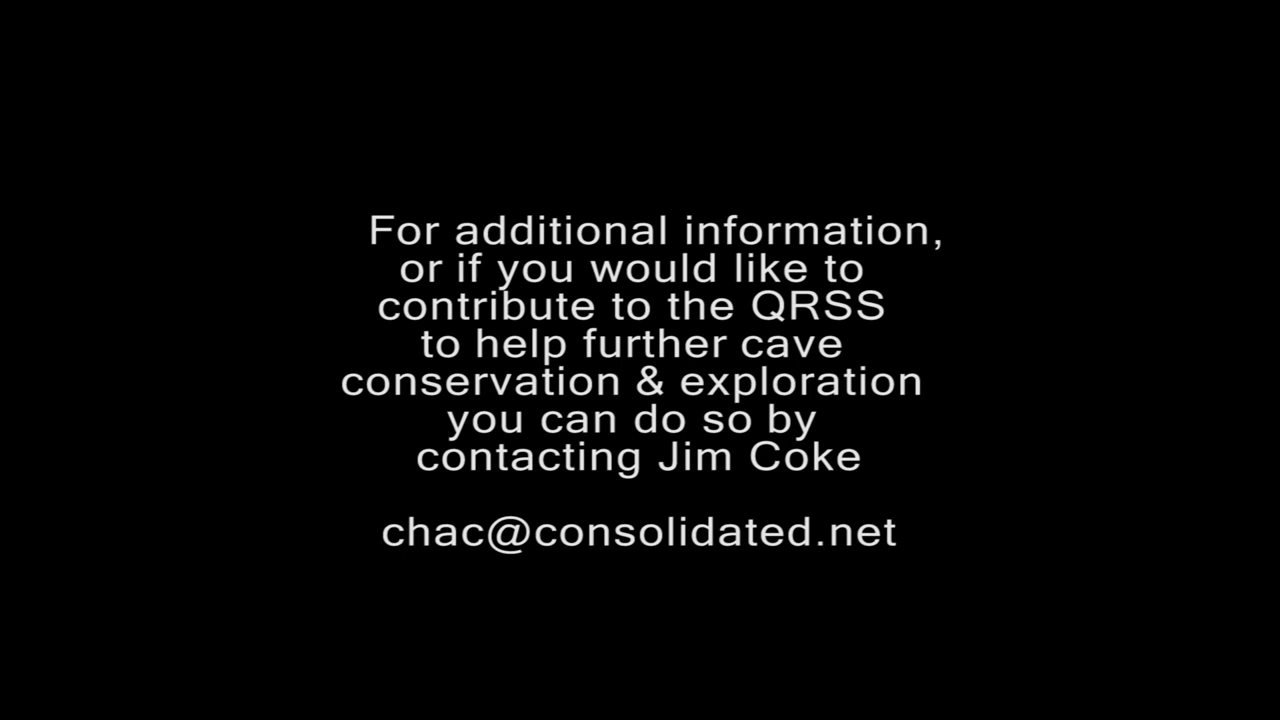 For additional information,
or if you would like to
contribute to the QRSS
to help further cave
conservation & exploration
you can do so by
contacting Jim Coke
chac@consolidated.net